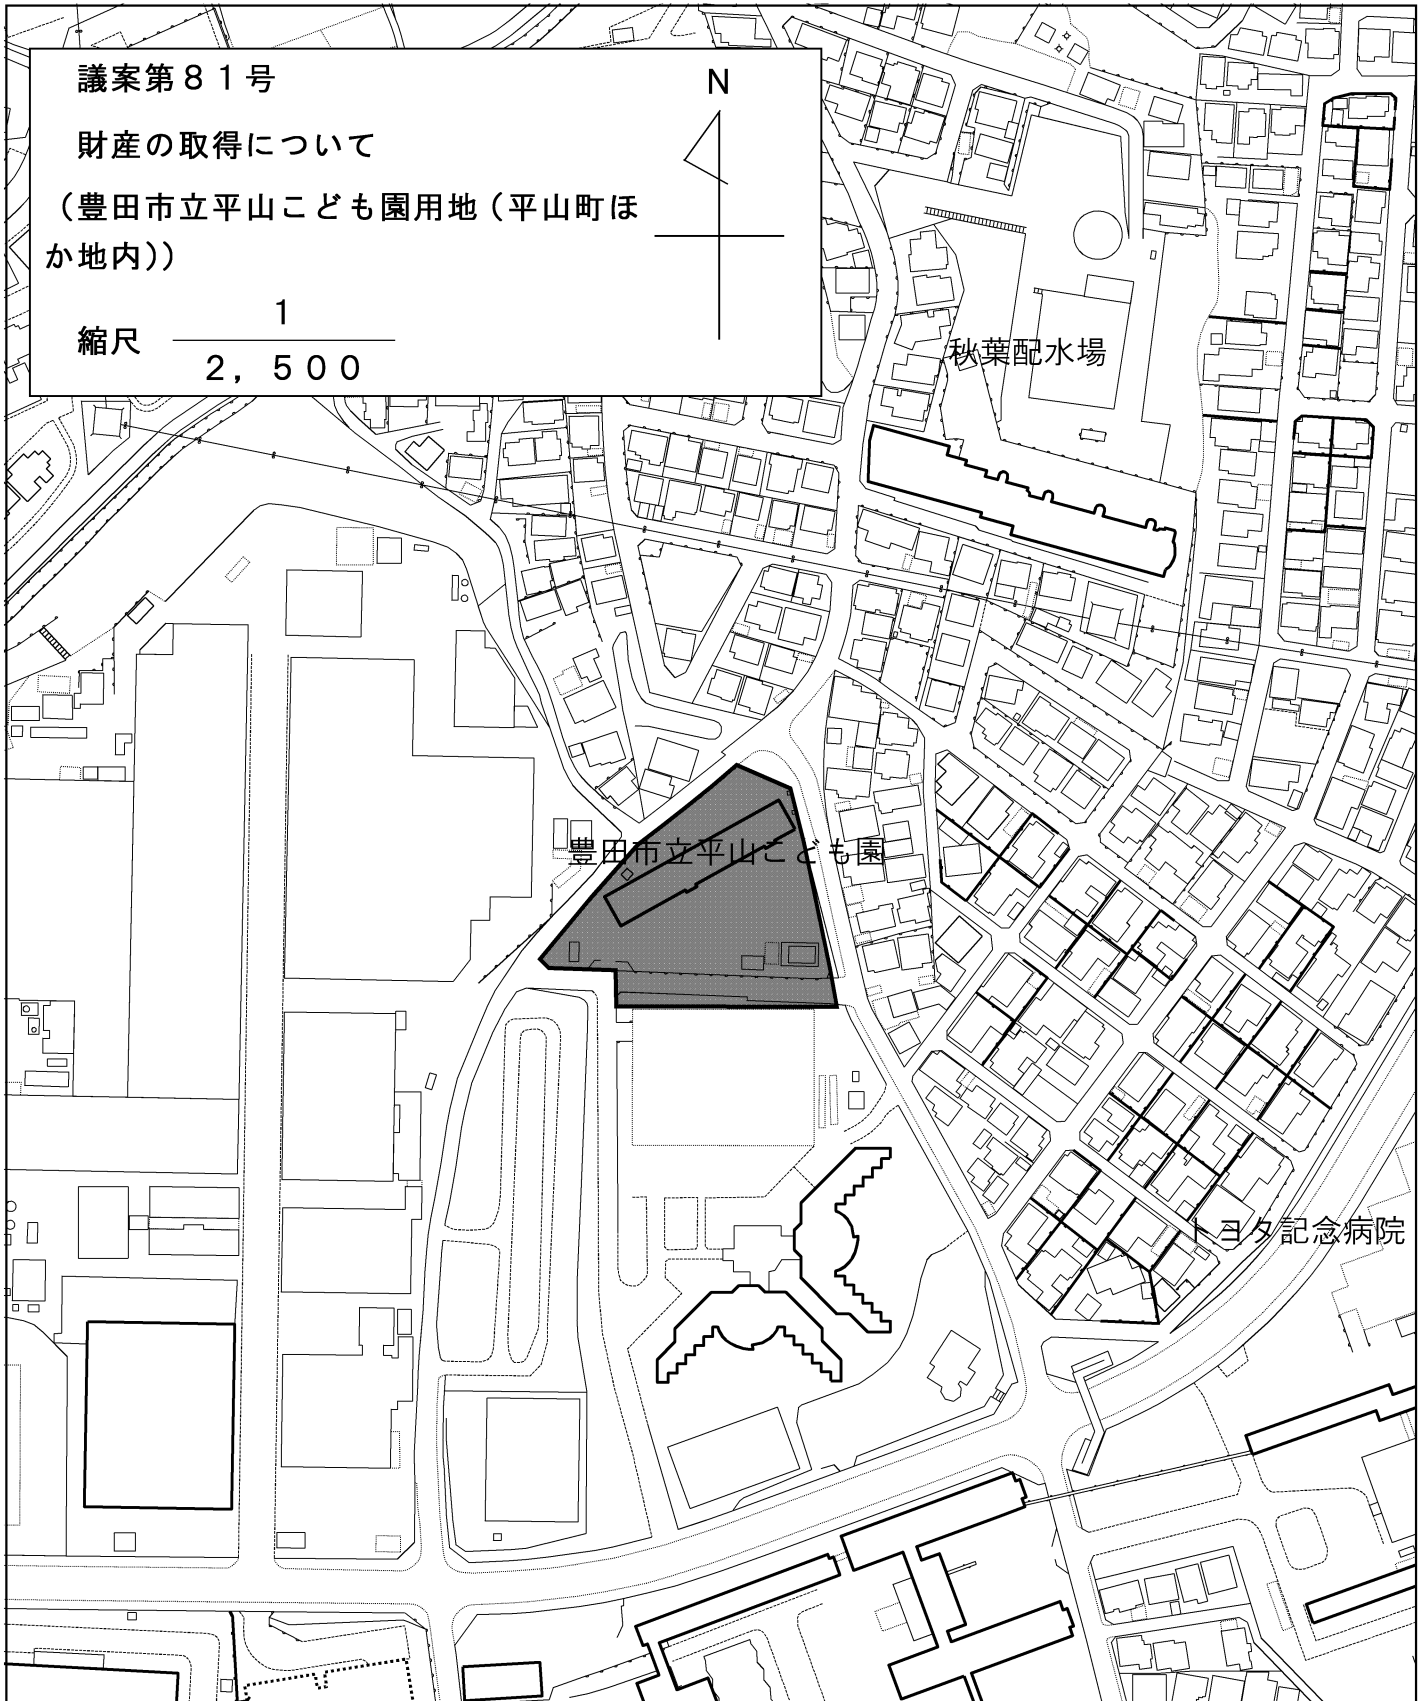 議案第８１号
財産の取得について
（豊田市立平山こども園用地（平山町ほ
か地内））
縮尺
１
２，５００
N
秋葉配水場
豊田市立平山こども園
トヨタ記念病院